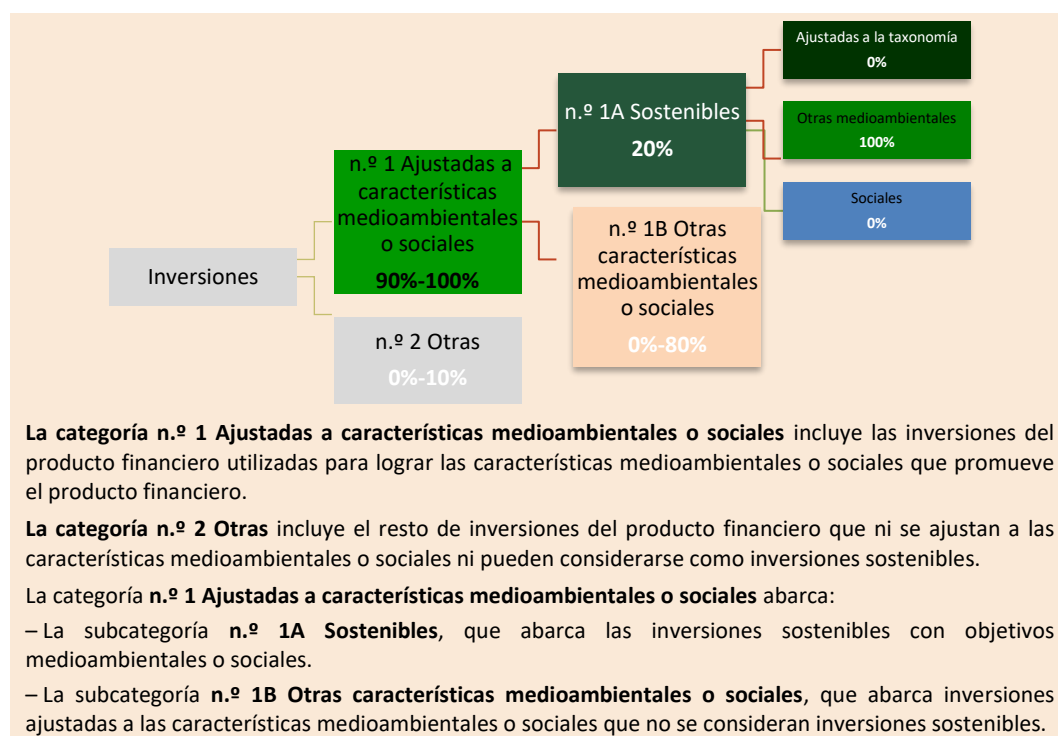 Ajustadas a la taxonomía
0%
n.º 1A Sostenibles
20%
Otras medioambientales
100%
n.º 1 Ajustadas a
características
medioambientales
o sociales
90%-100%
Sociales
0%
n.º 1B Otras
características
medioambientales
o sociales
0%-80%
Inversiones
n.º 2 Otras
0%-10%
La categoría n.º 1 Ajustadas a características medioambientales o sociales incluye las inversiones del
producto financiero utilizadas para lograr las características medioambientales o sociales que promueve
el producto financiero.
La categoría n.º 2 Otras incluye el resto de inversiones del producto financiero que ni se ajustan a las
características medioambientales o sociales ni pueden considerarse como inversiones sostenibles.
La categoría n.º 1 Ajustadas a características medioambientales o sociales abarca:
– La subcategoría n.º 1A Sostenibles, que abarca las inversiones sostenibles con objetivos
medioambientales o sociales.
– La subcategoría n.º 1B Otras características medioambientales o sociales, que abarca inversiones
ajustadas a las características medioambientales o sociales que no se consideran inversiones sostenibles.